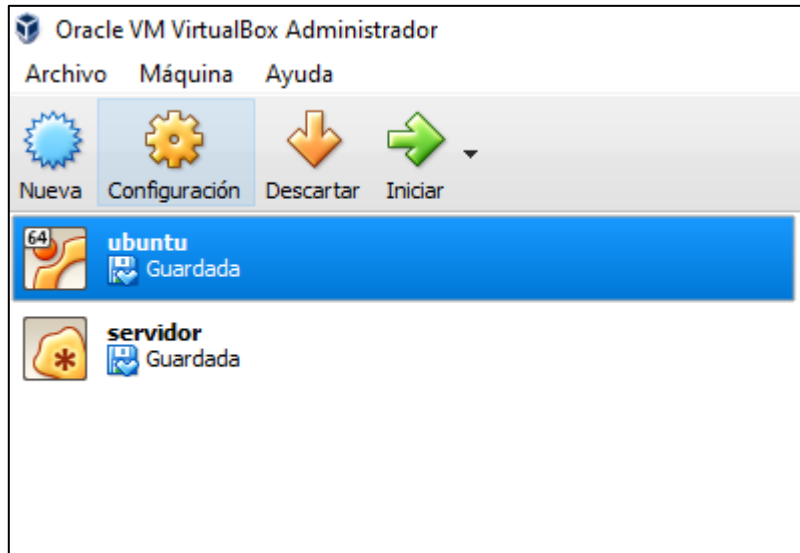 Oracle VM VirtualBox Administrador
Archivo Máquina Ayuda
Nueva Configuración Descartar Iniciar
64
ubuntu
Guardada
servidor
Guardada